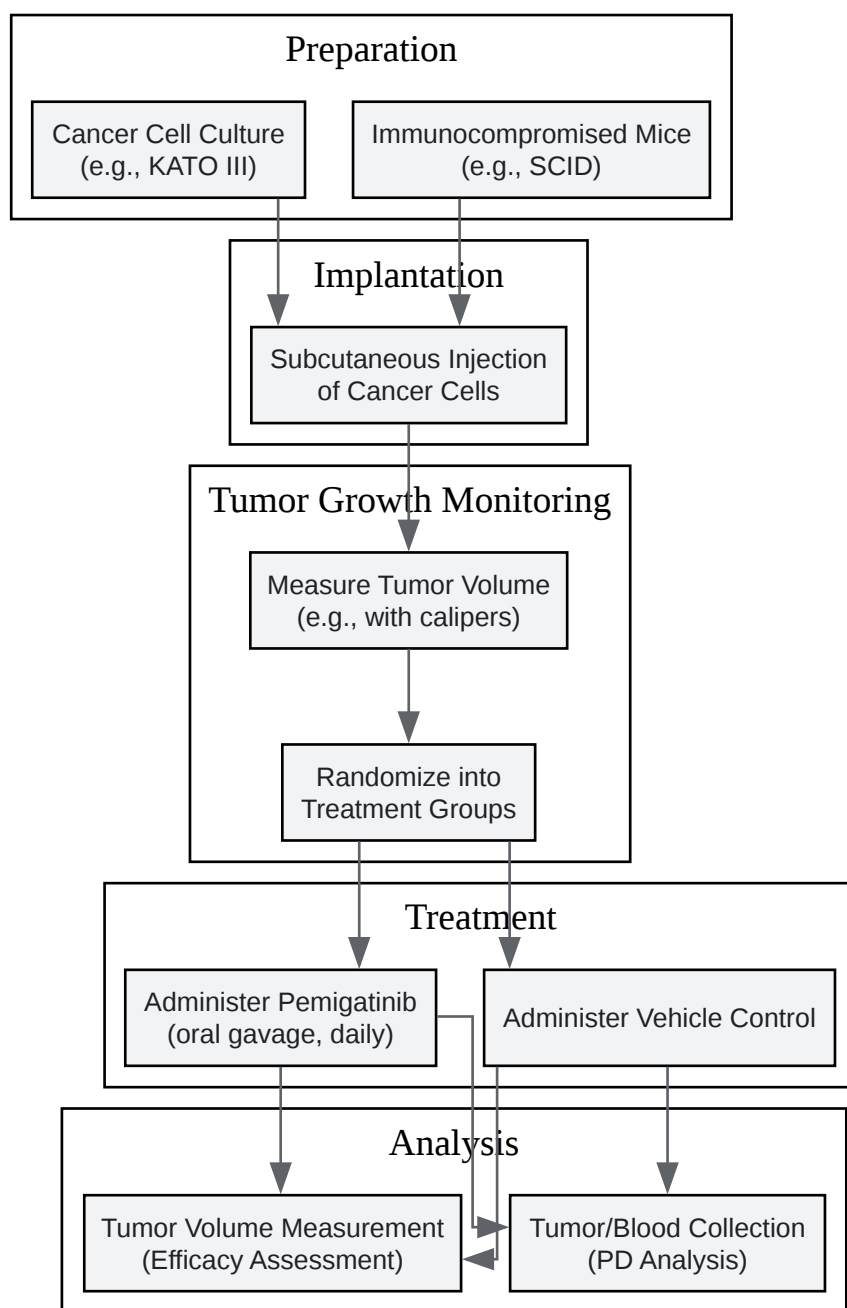 Preparation
Cancer Cell Culture
(e.g., KATO III)
Immunocompromised Mice
(e.g., SCID)
Implantation
Subcutaneous Injection
of Cancer Cells
Tumor Growth Monitoring
Measure Tumor Volume
(e.g., with calipers)
Randomize into
Treatment Groups
Treatment
Administer Pemigatinib
(oral gavage, daily)
Administer Vehicle Control
Analysis
Tumor Volume Measurement
(Efficacy Assessment)
Tumor/Blood Collection
(PD Analysis)